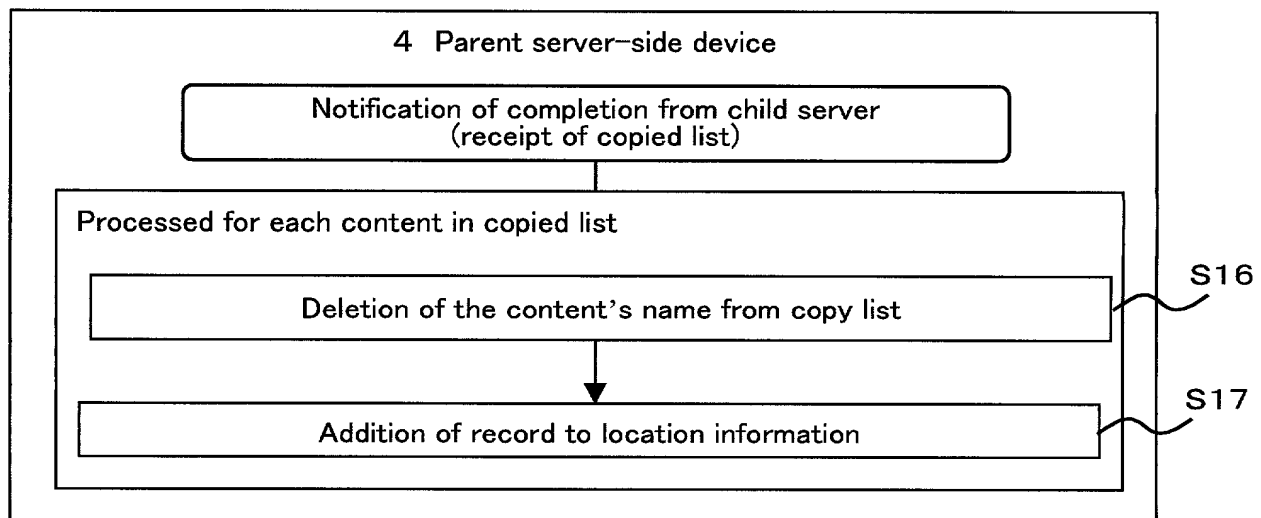 4 Parent server-side device
Notification of completion from child server
(receipt of copied list)
Processed for each content in copied list
Deletion of the content's name from copy list
S16
Addition of record to location information
S17